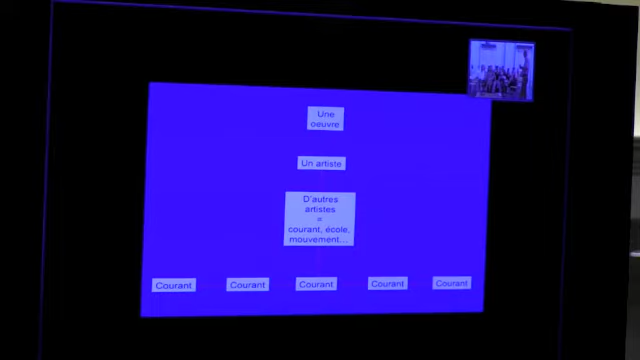 Une
oeuvre
Un artiste
D'autres
artistes
=
courant, école,
mouvement...
Courant Courant Courant Courant Courant